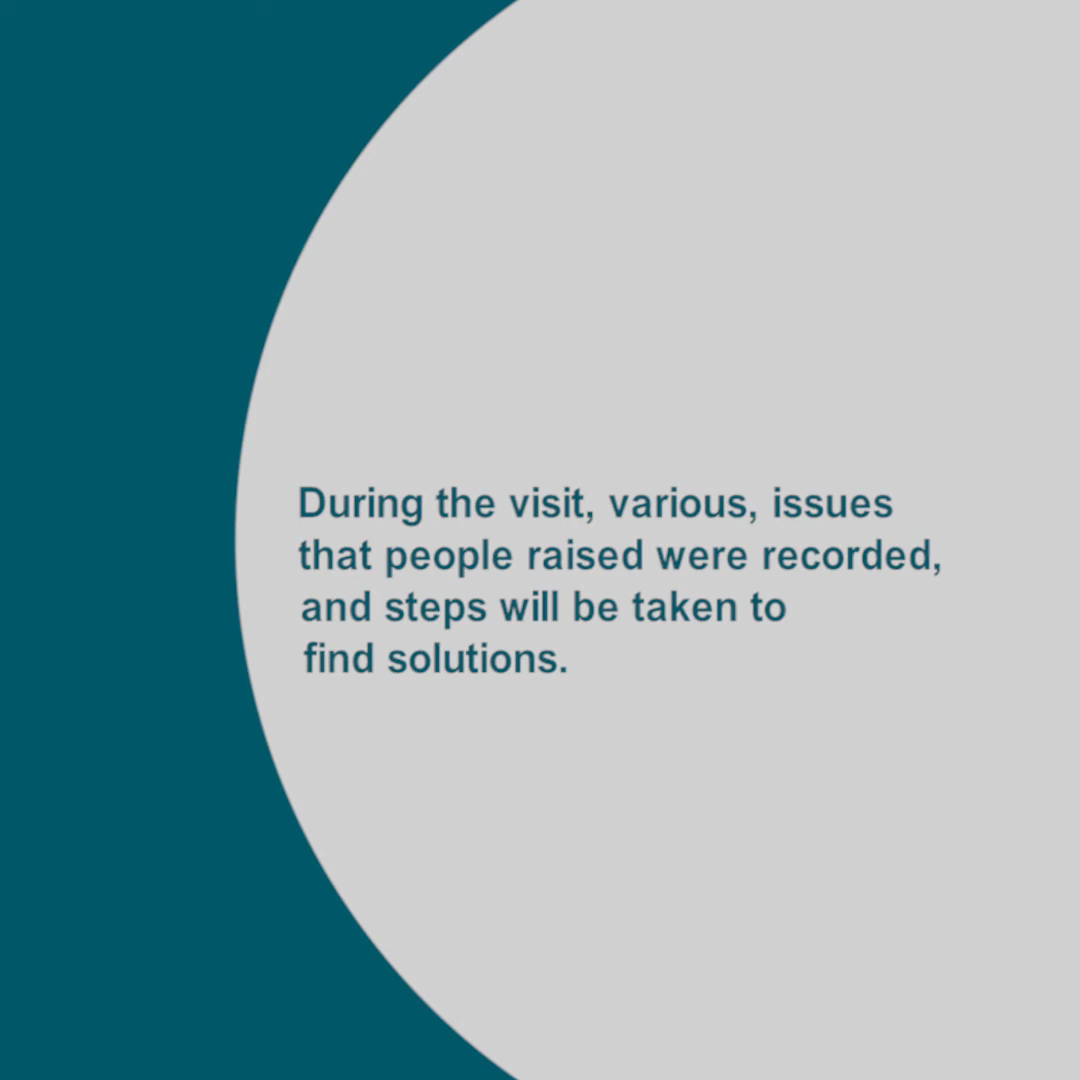 During the visit, various, issues
that people raised were recorded,
and steps will be taken to
find solutions.